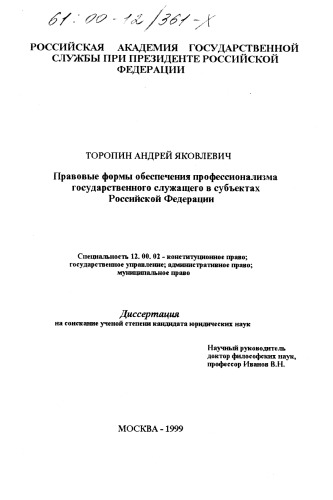 61:00-12/361-X
РОССИЙСКАЯ АКАДЕМИЯ ГОСУДАРСТВЕННОЙ
СЛУЖБЫ ПРИ ПРЕЗИДЕНТЕ РОССИЙСКОЙ
ФЕДЕРАЦИИ
ТОРОПИН АНДРЕЙ ЯКОВЛЕВИЧ
Правовые формы обеспечения профессионализма
государственного служащего в субъектах
Российской Федерации
Специальность 12. 00. 02 - конституционное право;
государственное управление; административное право;
муниципальное право
Диссертация
на соискание ученой степени кандидата юридических наук
Научный руководитель
доктор философских наук,
профессор Иванов В.Н.
МОСКВА - 1999